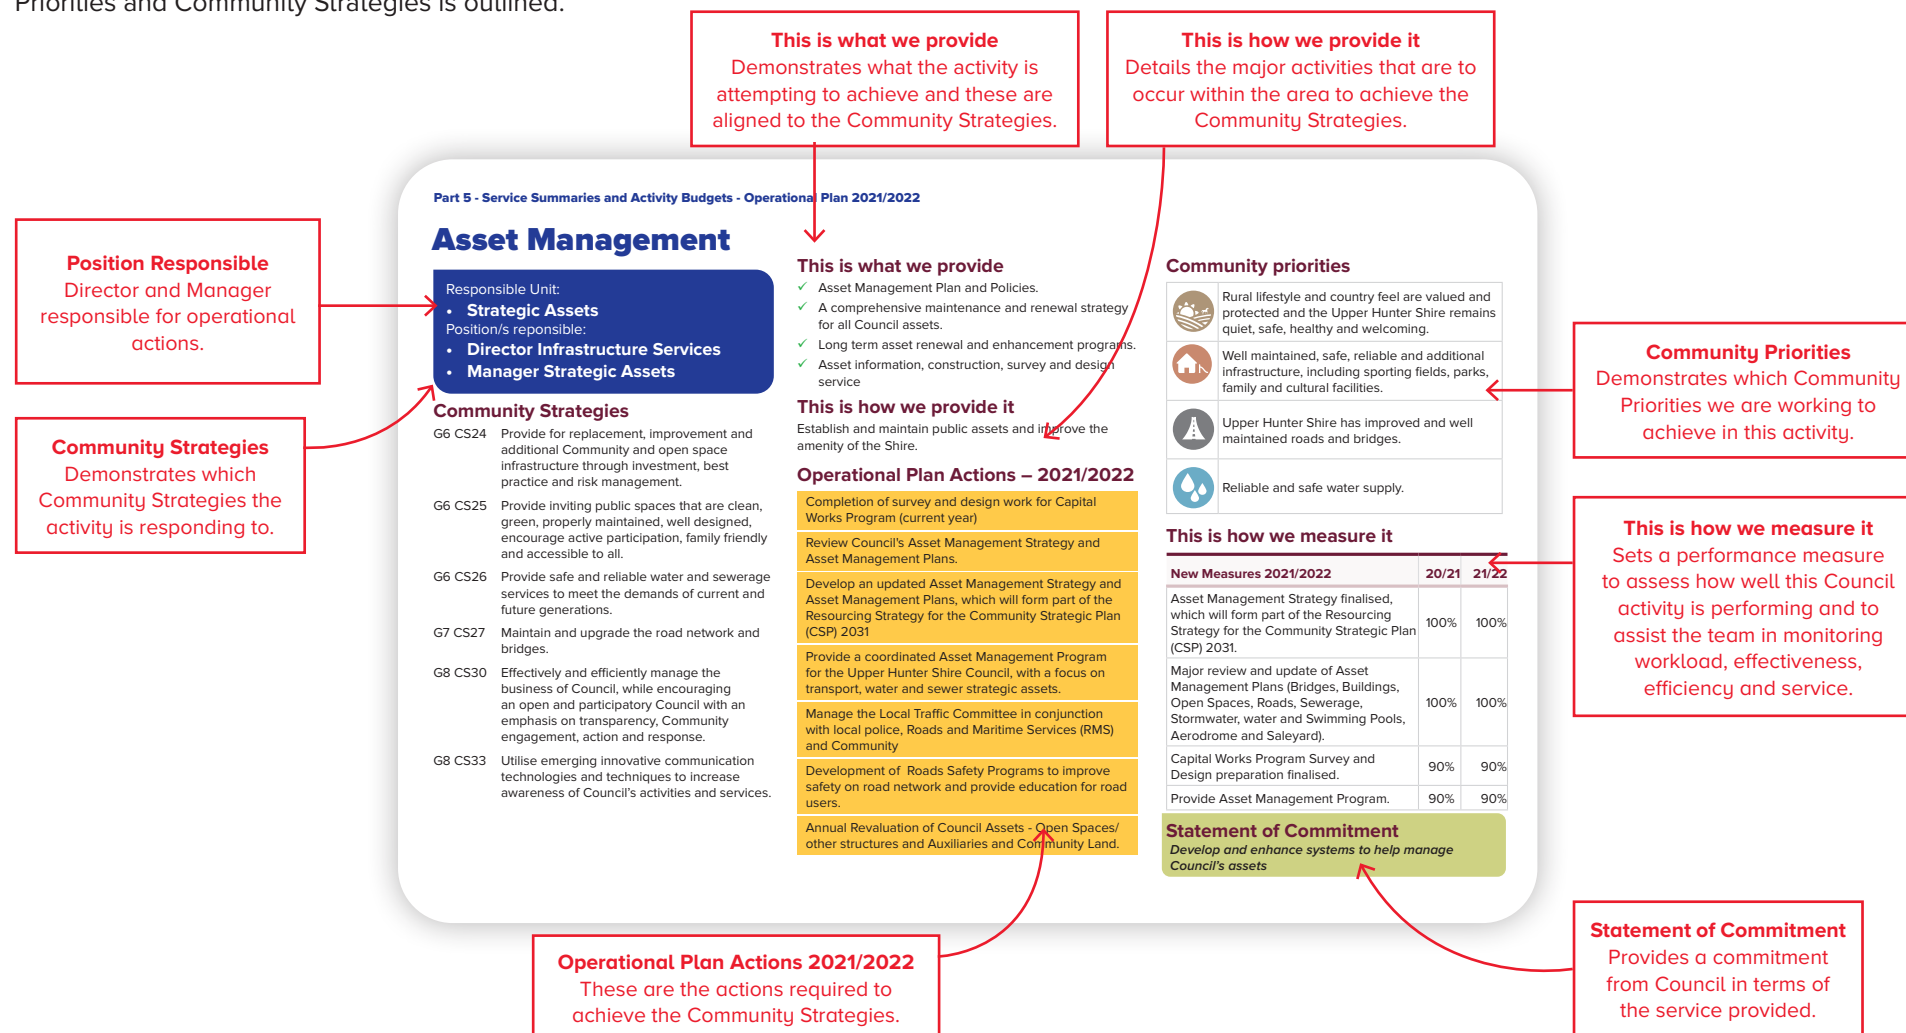 Priorities and Community Strategies is outlined.
This is what we provide
Demonstrates what the activity is
attempting to achieve and these are
aligned to the Community Strategies.
This is how we provide it
Details the major activities that are to
occur within the area to achieve the
Community Strategies.
Position Responsible
Director and Manager
responsible for operational
actions.
Community Strategies
Demonstrates which
Community Strategies the
activity is responding to.
Part 5 - Service Summaries and Activity Budgets - Operational Plan 2021/2022
Asset Management
Responsible Unit:
• Strategic Assets
Position/s reponsible:
• Director Infrastructure Services
• Manager Strategic Assets
Community Strategies
G6 CS24 Provide for replacement, improvement and
additional Community and open space
infrastructure through investment, best
practice and risk management.
G6 CS25 Provide inviting public spaces that are clean,
green, properly maintained, well designed,
encourage active participation, family friendly
and accessible to all.
G6 CS26 Provide safe and reliable water and sewerage
services to meet the demands of current and
future generations.
G7 CS27 Maintain and upgrade the road network and
bridges.
G8 CS30 Effectively and efficiently manage the
business of Council, while encouraging
an open and participatory Council with an
emphasis on transparency, Community
engagement, action and response.
G8 CS33 Utilise emerging innovative communication
technologies and techniques to increase
awareness of Council's activities and services.
This is what we provide
✓ Asset Management Plan and Policies.
✓ A comprehensive maintenance and renewal strategy
for all Council assets.
✓ Long term asset renewal and enhancement programs.
✓ Asset information, construction, survey and design
service
This is how we provide it
Establish and maintain public assets and improve the
amenity of the Shire.
Operational Plan Actions – 2021/2022
Completion of survey and design work for Capital
Works Program (current year)
Review Council's Asset Management Strategy and
Asset Management Plans.
Develop an updated Asset Management Strategy and
Asset Management Plans, which will form part of the
Resourcing Strategy for the Community Strategic Plan
(CSP) 2031
Provide a coordinated Asset Management Program
for the Upper Hunter Shire Council, with a focus on
transport, water and sewer strategic assets.
Manage the Local Traffic Committee in conjunction
with local police, Roads and Maritime Services (RMS)
and Community
Development of Roads Safety Programs to improve
safety on road network and provide education for road
users.
Annual Revaluation of Council Assets - Open Spaces/
other structures and Auxiliaries and Community Land.
Community priorities
Rural lifestyle and country feel are valued and
protected and the Upper Hunter Shire remains
quiet, safe, healthy and welcoming.
Well maintained, safe, reliable and additional
infrastructure, including sporting fields, parks,
family and cultural facilities.
Upper Hunter Shire has improved and well
maintained roads and bridges.
Reliable and safe water supply.
This is how we measure it
New Measures 2021/2022 20/21 21/22
Asset Management Strategy finalised,
which will form part of the Resourcing
Strategy for the Community Strategic Plan
(CSP) 2031.
100% 100%
Major review and update of Asset
Management Plans (Bridges, Buildings,
Open Spaces, Roads, Sewerage,
Stormwater, water and Swimming Pools,
Aerodrome and Saleyard).
100% 100%
Capital Works Program Survey and
Design preparation finalised.
90% 90%
Provide Asset Management Program. 90% 90%
Statement of Commitment
Develop and enhance systems to help manage
Council's assets
Community Priorities
Demonstrates which Community
Priorities we are working to
achieve in this activity.
This is how we measure it
Sets a performance measure
to assess how well this Council
activity is performing and to
assist the team in monitoring
workload, effectiveness,
efficiency and service.
Operational Plan Actions 2021/2022
These are the actions required to
achieve the Community Strategies.
Statement of Commitment
Provides a commitment
from Council in terms of
the service provided.